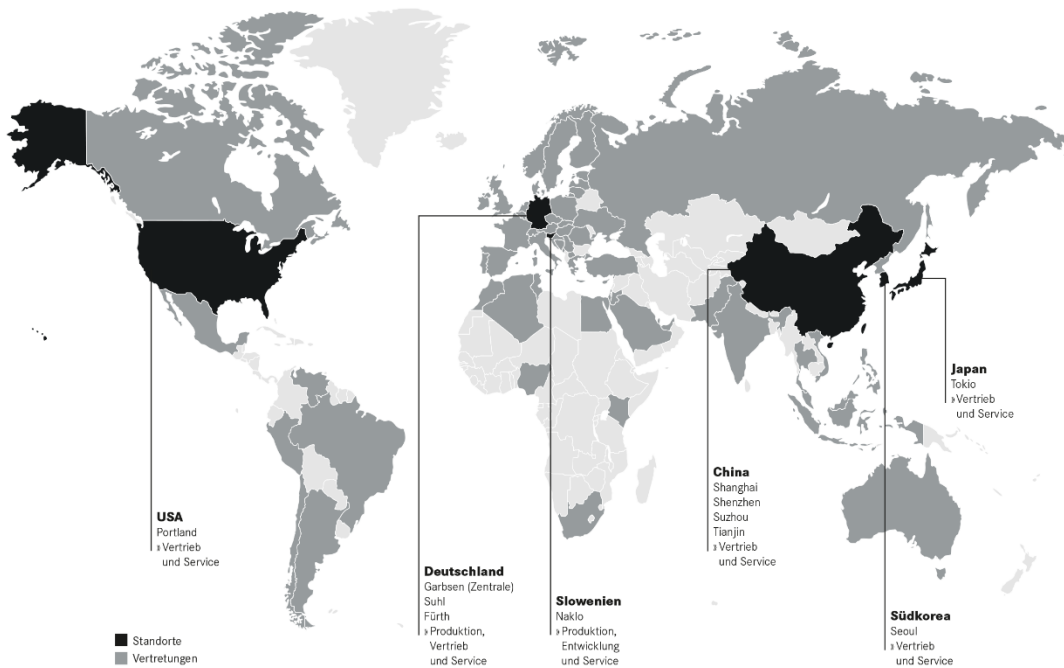 USA
Portland
› Vertrieb
und Service
Deutschland
Garbsen (Zentrale)
Suhl
Fürth
› Produktion,
Vertrieb
und Service
Slowenien
Naklo
› Produktion,
Entwicklung
und Service
China
Shanghai
Shenzhen
Suzhou
Tianjin
› Vertrieb
und Service
Japan
Tokio
› Vertrieb
und Service
Südkorea
Seoul
› Vertrieb
und Service
Standorte
Vertretungen